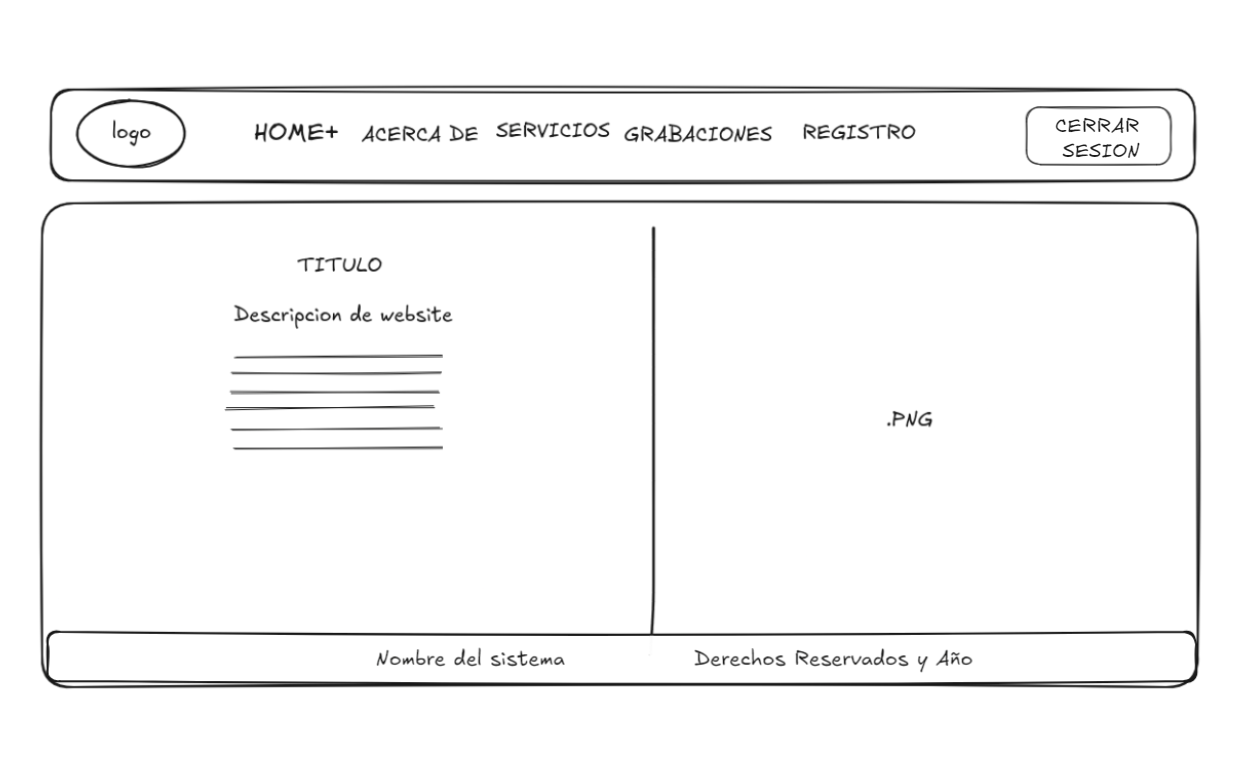 logo
HOME+ ACERCA DE SERVICIOS GRABACIONES REGISTRO
CERRAR
SESION
TITULO
Descripcion de website
.PNG
Nombre del sistema
Derechos Reservados y Año